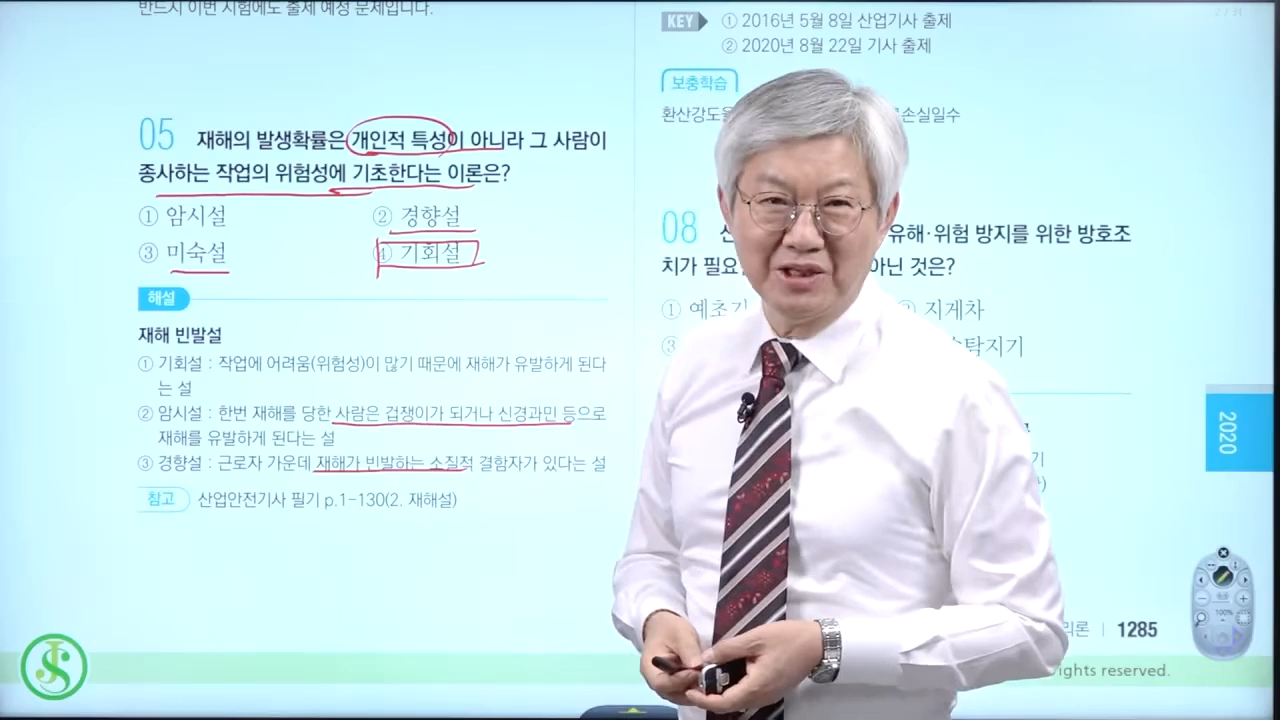 반드시 이번 시험에도 출제 예정 문제입니다.
05 재해의 발생확률은 개인적 특성이 아니라 그 사람이
종사하는 작업의 위험성에 기초한다는 이론은?
① 암시설 ② 경향설
③ 미숙설 ④ 기회설
해설
재해 빈발설
① 기회설 : 작업에 어려움(위험성)이 많기 때문에 재해가 유발하게 된다
는 설
② 암시설 : 한번 재해를 당한 사람은 겁쟁이가 되거나 신경과민 등으로
재해를 유발하게 된다는 설
③ 경향설 : 근로자 가운데 재해가 빈발하는 소질적 결함자가 있다는 설
참고 산업안전기사 필기 p.1-130(2. 재해설)
KEY ① 2016년 5월 8일 산업기사 출제
② 2020년 8월 22일 기사 출제
보충학습
환산강도율 손실일수
08 유해·위험 방지를 위한 방호조
치가 필요 아닌 것은?
① 예초기 ② 지게차
③ 탐지기
2020
100%
1285
rights reserved.
JS